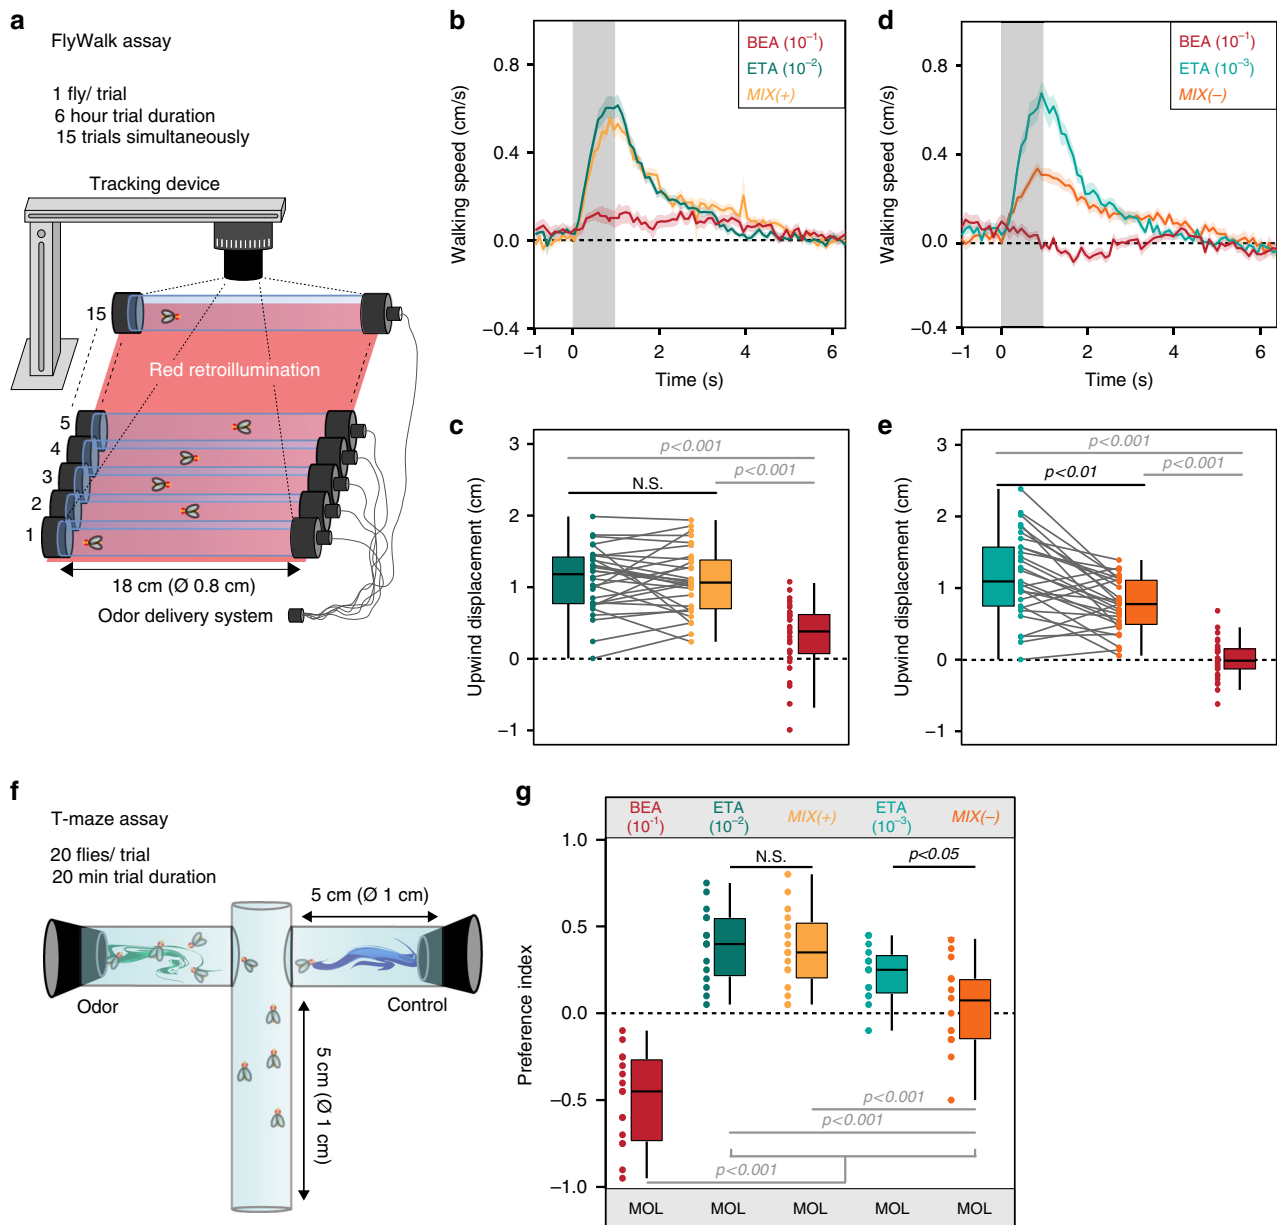 a
FlyWalk assay
1 fly/ trial
6 hour trial duration
15 trials simultaneously
Tracking device
15
Red retroillumination
5
4
3
2
1
18 cm (Ø 0.8 cm)
Odor delivery system
b
BEA (10⁻¹)
ETA (10⁻²)
MIX(+)
Walking speed (cm/s)
0.8
0.4
0.0
−0.4
−1 0 2 4 6
Time (s)
d
BEA (10⁻¹)
ETA (10⁻³)
MIX(−)
Walking speed (cm/s)
0.8
0.4
0.0
−0.4
−1 0 2 4 6
Time (s)
c
Upwind displacement (cm)
3
2
1
0
−1
p<0.001
p<0.001
N.S.
e
Upwind displacement (cm)
3
2
1
0
−1
p<0.001
p<0.01
p<0.001
f
T-maze assay
20 flies/ trial
20 min trial duration
5 cm (Ø 1 cm)
Odor
Control
5 cm (Ø 1 cm)
g
BEA (10⁻¹)
ETA (10⁻²)
MIX(+)
ETA (10⁻³)
MIX(−)
Preference index
1.0
0.5
0.0
−0.5
−1.0
N.S.
p<0.05
p<0.001
p<0.001
p<0.001
MOL MOL MOL MOL MOL